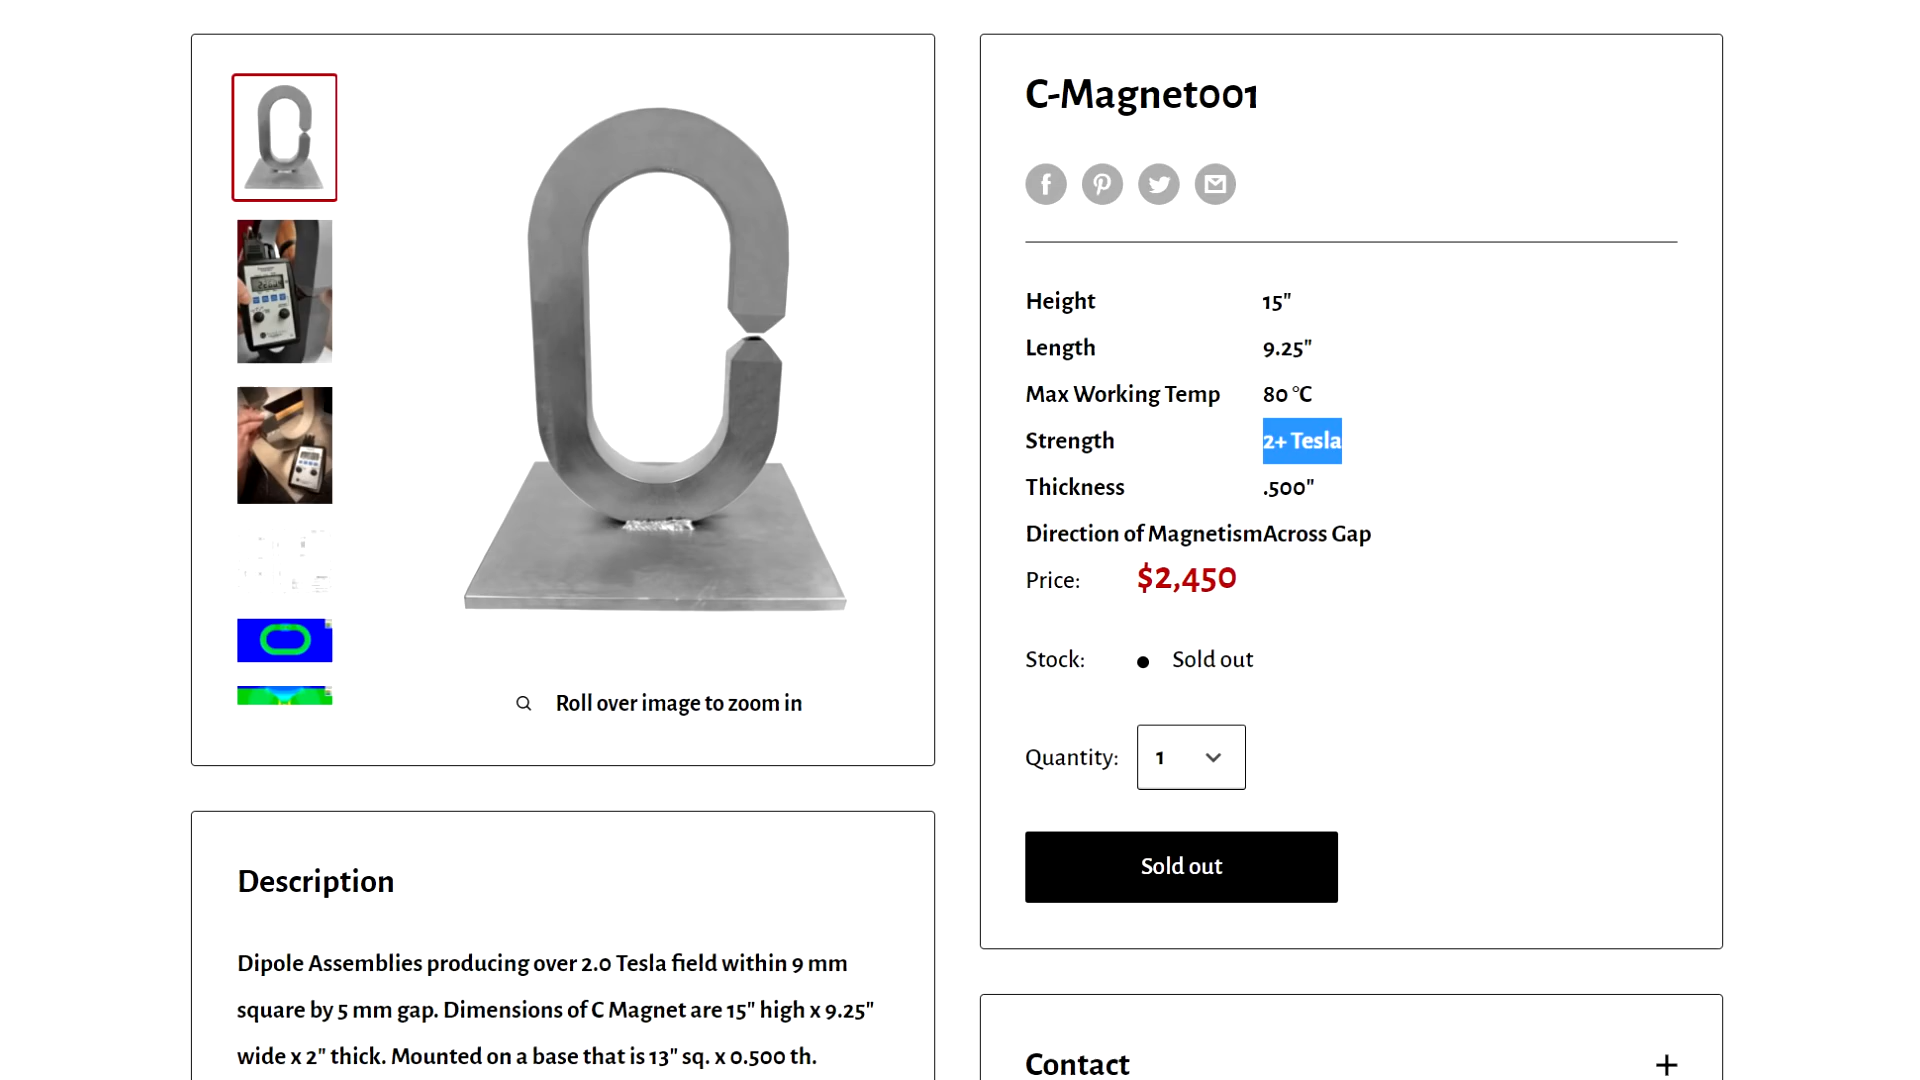 C-Magnet001
Height 15"
Length 9.25"
Max Working Temp 80 °C
Strength 2+ Tesla
Thickness .500"
Direction of MagnetismAcross Gap
Price: $2,450
Stock: Sold out
Quantity: 1
Sold out
Roll over image to zoom in
Description
Dipole Assemblies producing over 2.0 Tesla field within 9 mm
square by 5 mm gap. Dimensions of C Magnet are 15" high x 9.25"
wide x 2" thick. Mounted on a base that is 13" sq. x 0.500 th.
Contact